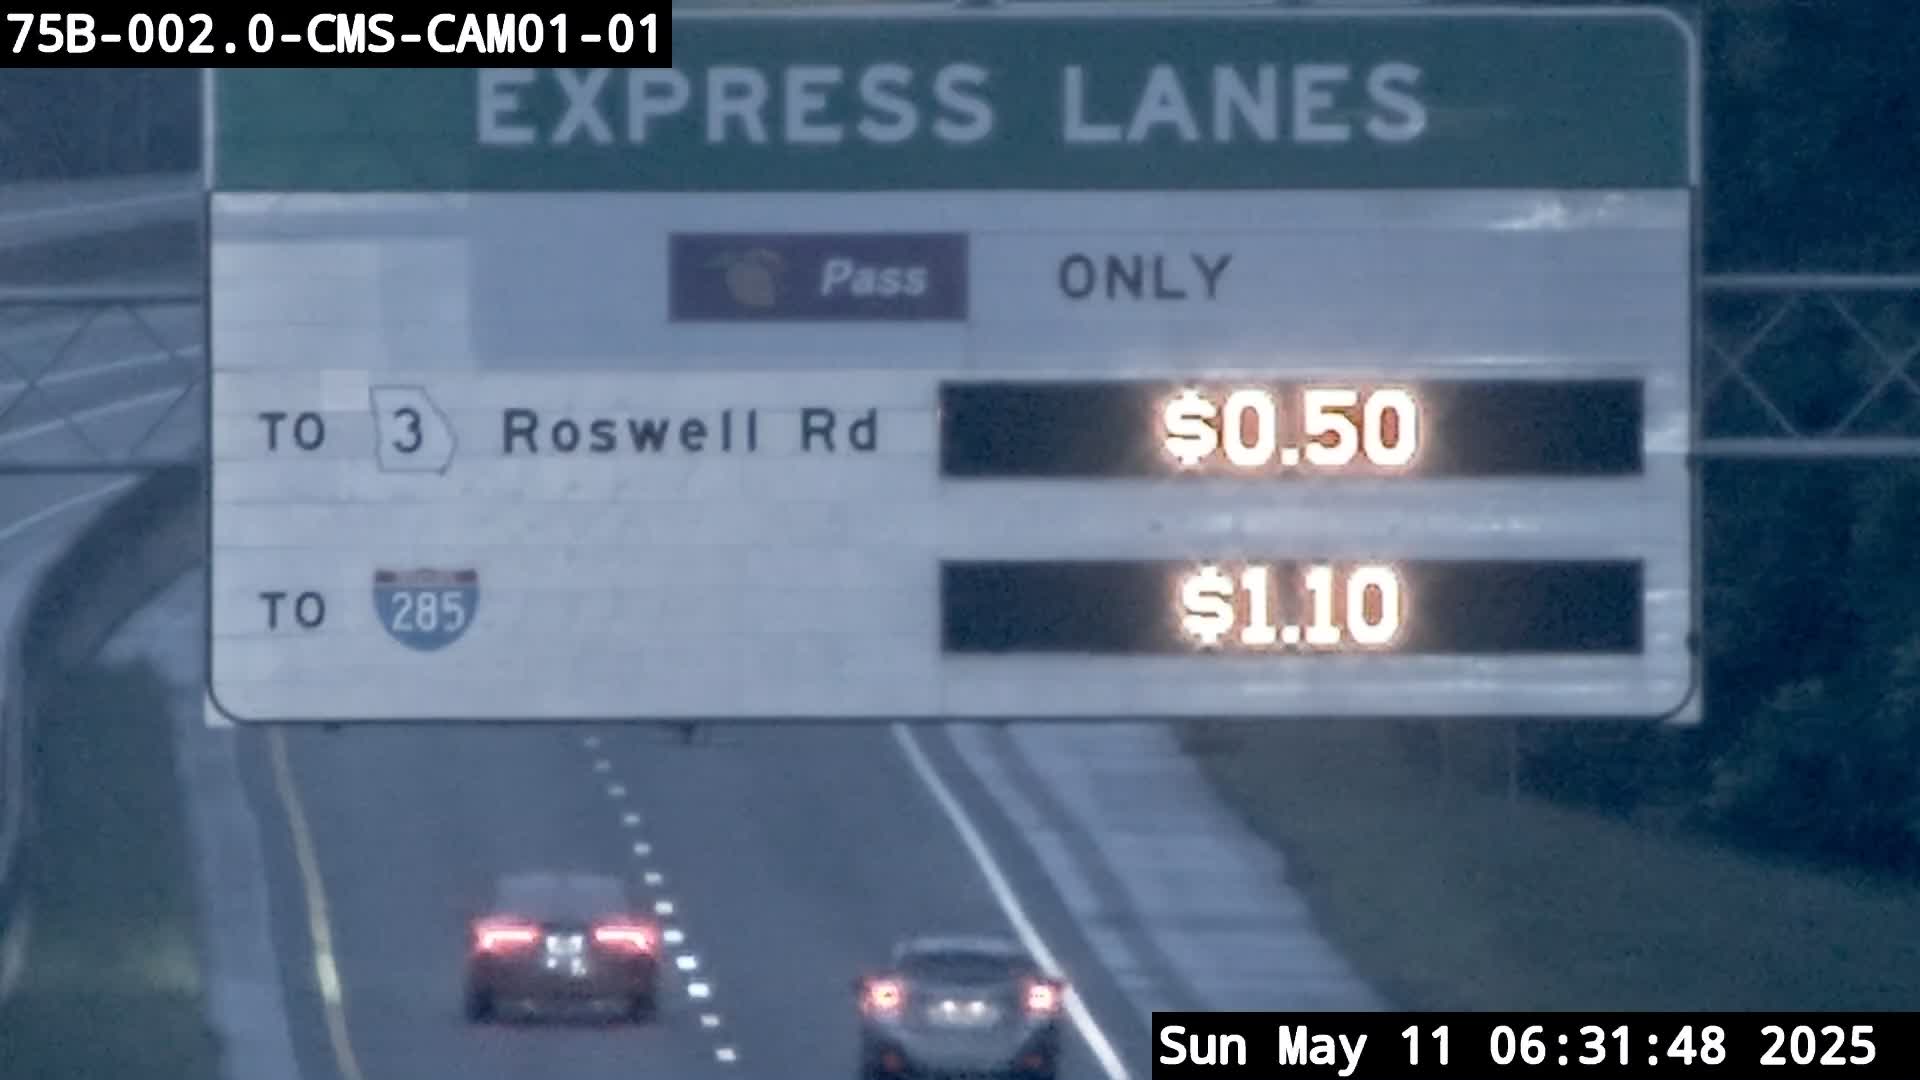 75B-002.0-CMS-CAM01-01
EXPRESS LANES
Pass ONLY
TO 3 Roswell Rd $0.50
TO 285 $1.10
Sun May 11 06:31:48 2025